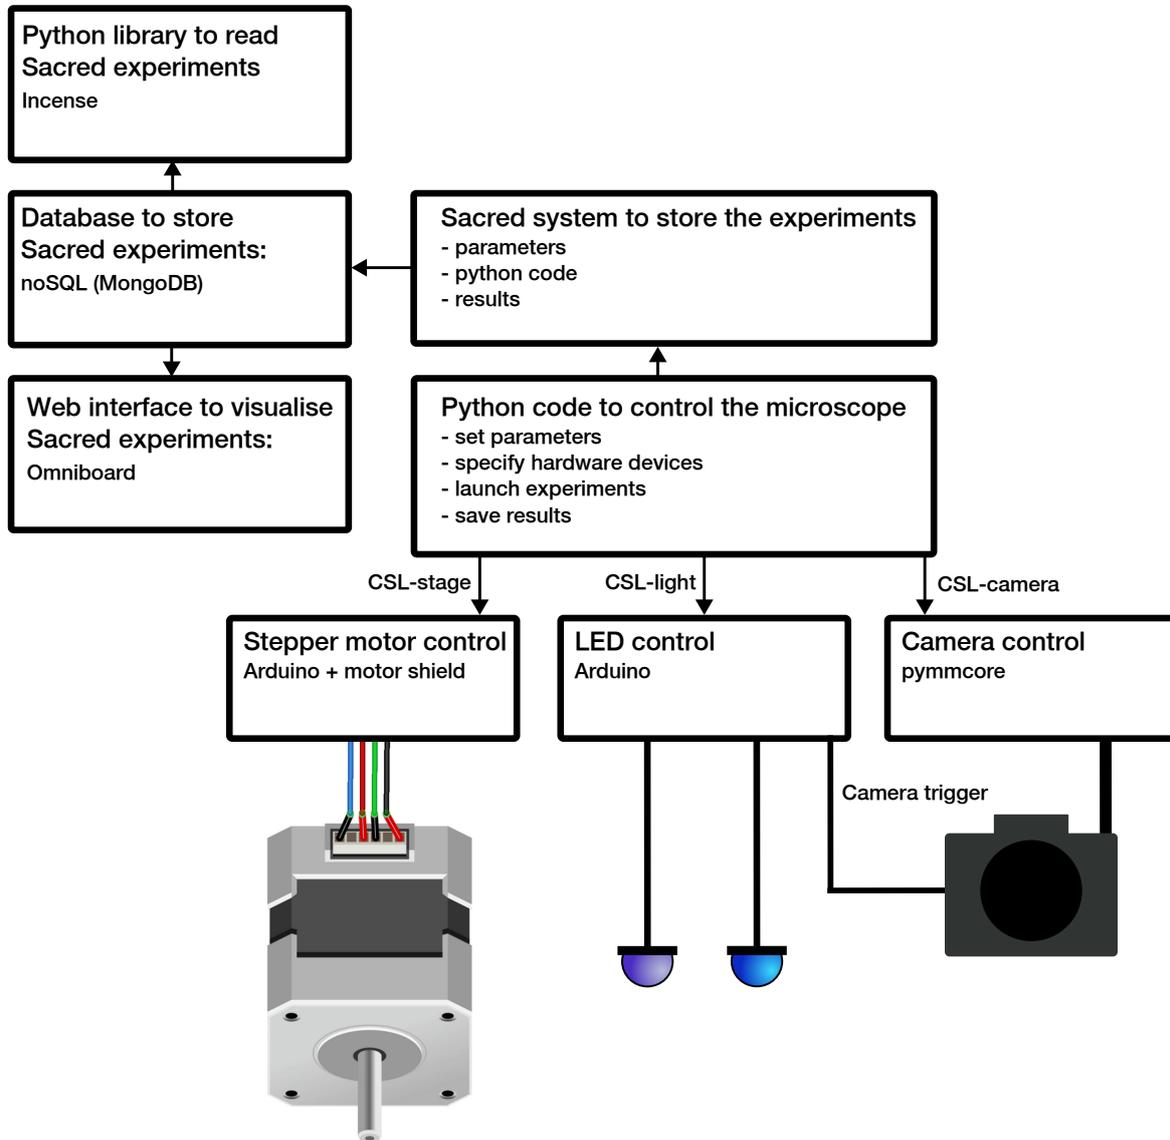 Python library to read
Sacred experiments
Incense
Database to store
Sacred experiments:
noSQL (MongoDB)
Sacred system to store the experiments
- parameters
- python code
- results
Web interface to visualise
Sacred experiments:
Omniboard
Python code to control the microscope
- set parameters
- specify hardware devices
- launch experiments
- save results
CSL-stage
CSL-light
CSL-camera
Stepper motor control
Arduino + motor shield
LED control
Arduino
Camera control
pymmcore
Camera trigger